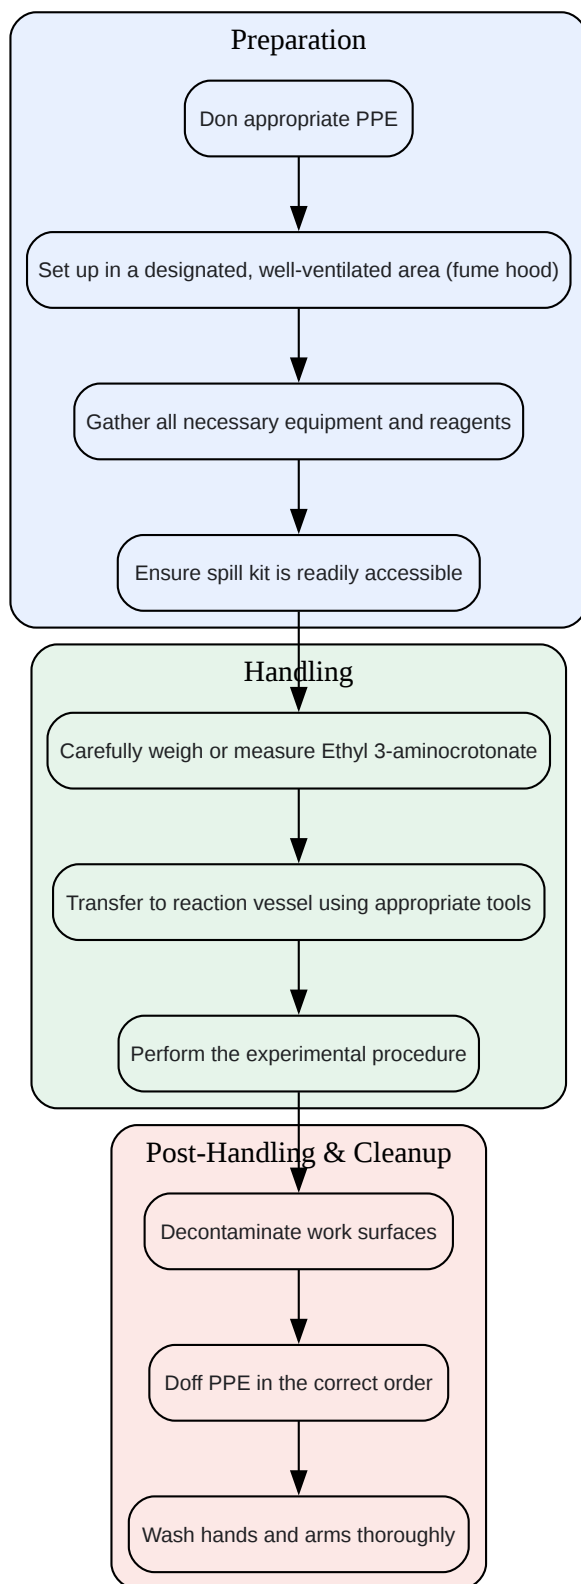 Preparation
Don appropriate PPE
Set up in a designated, well-ventilated area (fume hood)
Gather all necessary equipment and reagents
Ensure spill kit is readily accessible
Handling
Carefully weigh or measure Ethyl 3-aminocrotonate
Transfer to reaction vessel using appropriate tools
Perform the experimental procedure
Post-Handling & Cleanup
Decontaminate work surfaces
Doff PPE in the correct order
Wash hands and arms thoroughly